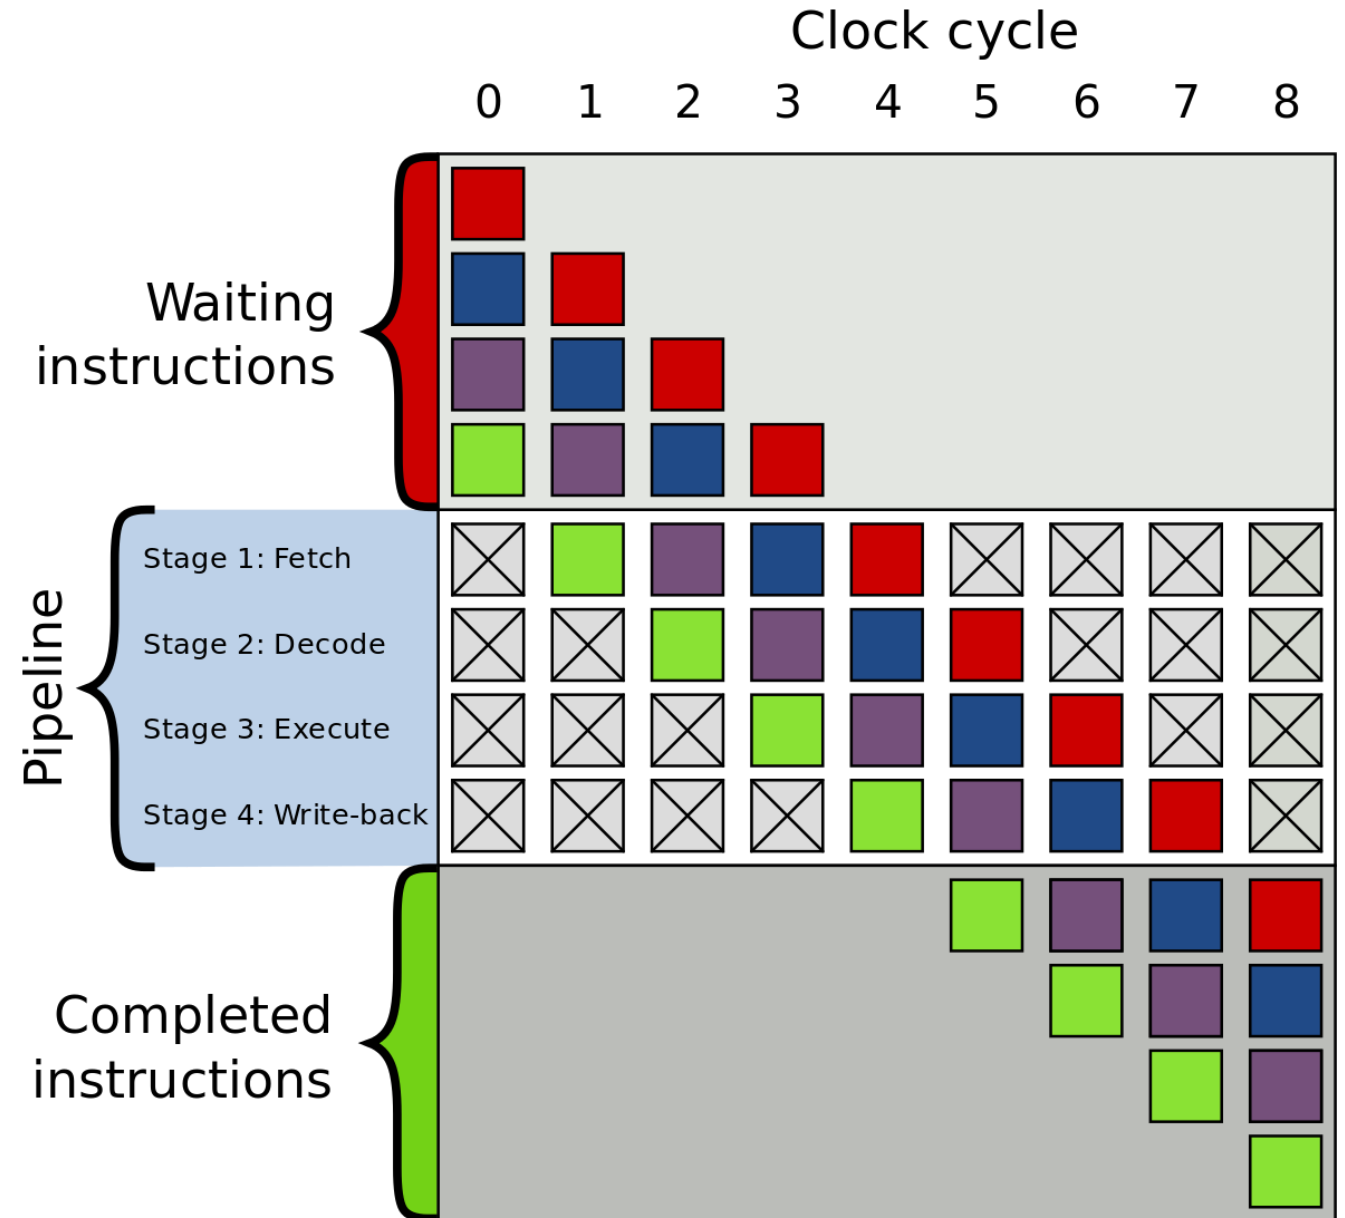 Clock cycle
0 1 2 3 4 5 6 7 8
Waiting
instructions
Pipeline
Stage 1: Fetch
Stage 2: Decode
Stage 3: Execute
Stage 4: Write-back
Completed
instructions